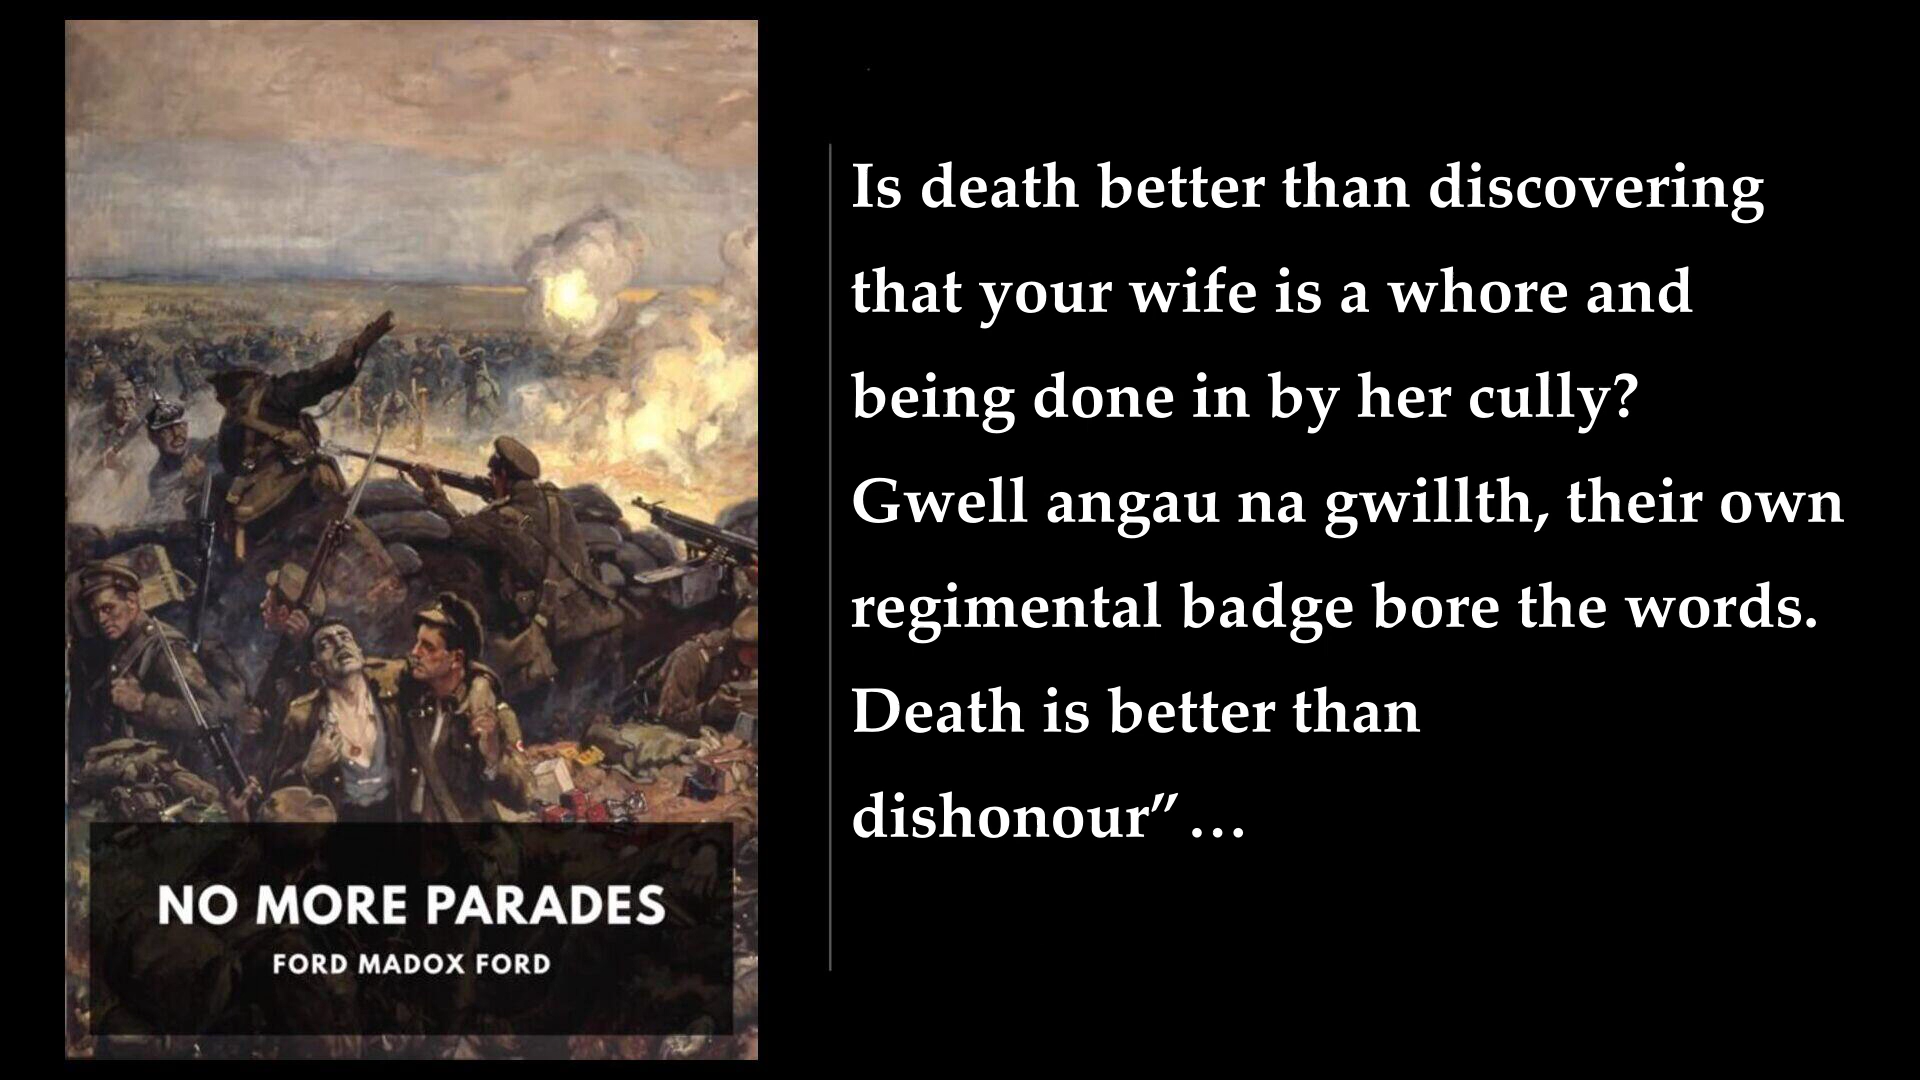 Is death better than discovering
that your wife is a whore and
being done in by her cully?
Gwell angau na gwillth, their own
regimental badge bore the words.
Death is better than
dishonour”…
NO MORE PARADES
FORD MADOX FORD